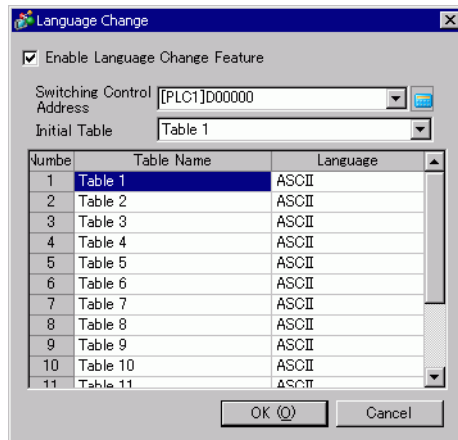 Language Change
Enable Language Change Feature
Switching Control Address [PLC1]D00000
Initial Table Table 1
Numbe Table Name Language
1 Table 1 ASCII
2 Table 2 ASCII
3 Table 3 ASCII
4 Table 4 ASCII
5 Table 5 ASCII
6 Table 6 ASCII
7 Table 7 ASCII
8 Table 8 ASCII
9 Table 9 ASCII
10 Table 10 ASCII
11 Table 11 ASCII
OK (O) Cancel